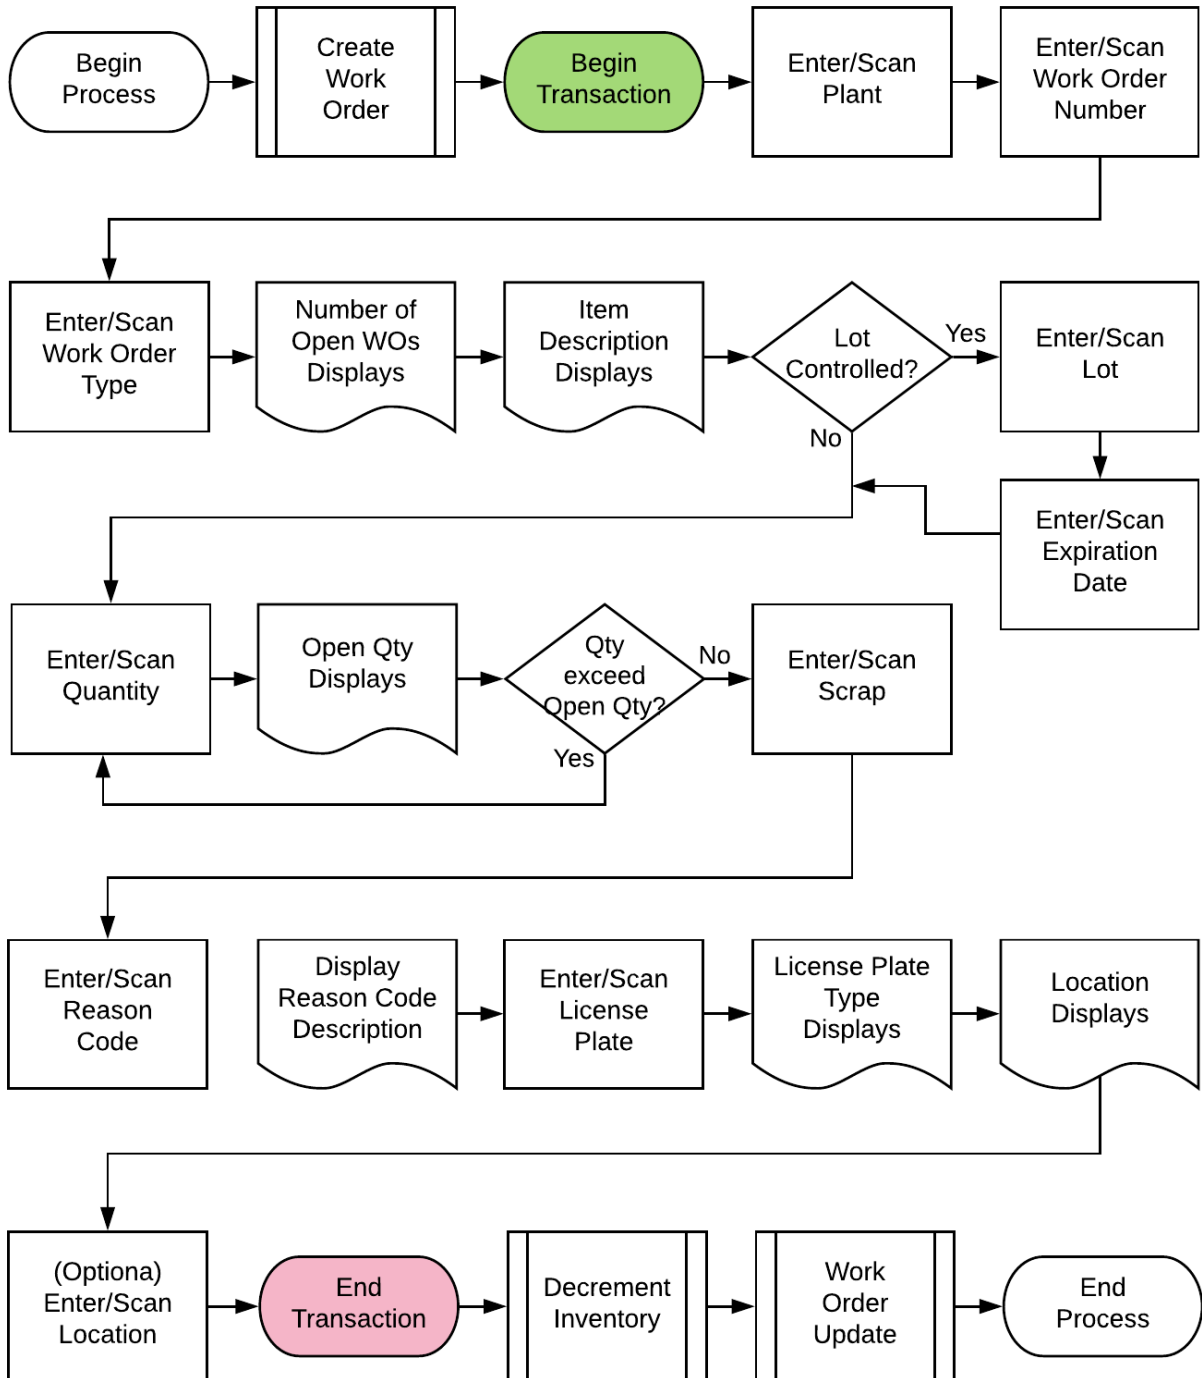 Begin
Process
Create
Work
Order
Begin
Transaction
Enter/Scan
Plant
Enter/Scan
Work Order
Number
Enter/Scan
Work Order
Type
Number of
Open WOs
Displays
Item
Description
Displays
Lot
Controlled?
Yes
No
Enter/Scan
Lot
Enter/Scan
Expiration
Date
Enter/Scan
Quantity
Open Qty
Displays
Qty
exceed
Open Qty?
No
Yes
Enter/Scan
Scrap
Enter/Scan
Reason
Code
Display
Reason Code
Description
Enter/Scan
License
Plate
License Plate
Type
Displays
Location
Displays
(Optiona)
Enter/Scan
Location
End
Transaction
Decrement
Inventory
Work
Order
Update
End
Process